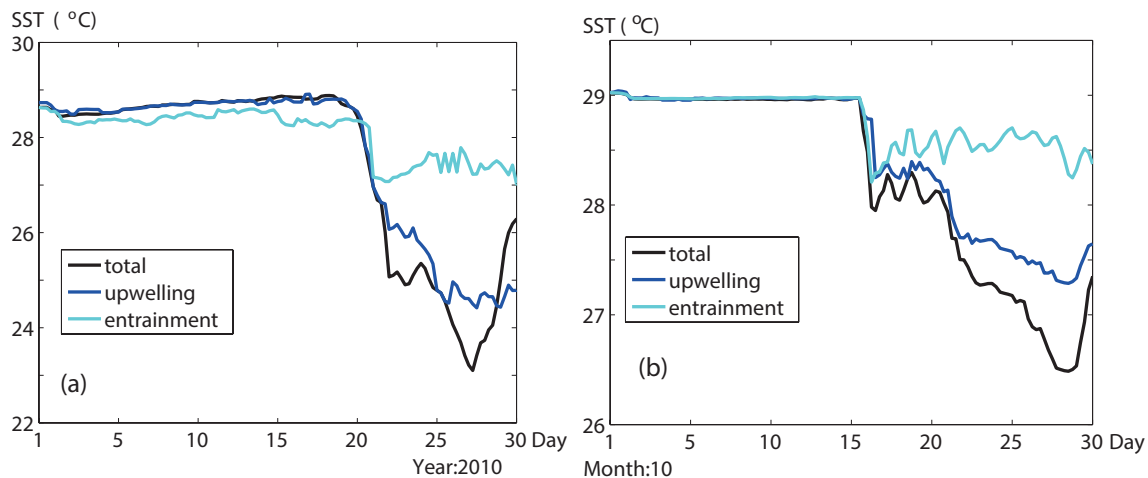 SST ( °C)
30
28
26
24
22
total
upwelling
entrainment
(a)
1 5 10 15 20 25 30 Day
Year:2010
SST ( °C)
29
28
27
26
total
upwelling
entrainment
(b)
1 5 10 15 20 25 30 Day
Month:10